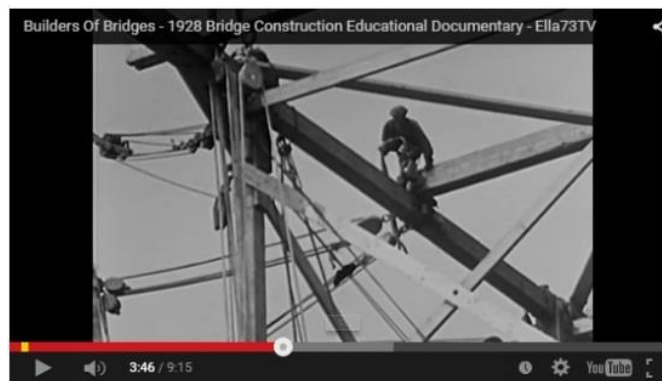 Builders Of Bridges - 1928 Bridge Construction Educational Documentary - Ella73TV
3:46 / 9:15 YouTube